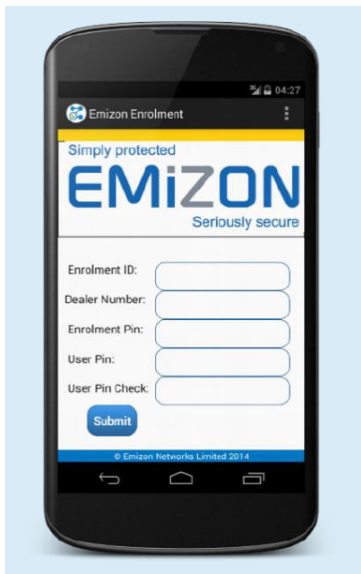 04:27
Emizon Enrolment
Simply protected
EMiZON
Seriously secure
Enrolment ID:
Dealer Number:
Enrolment Pin:
User Pin:
User Pin Check:
Submit
© Emizon Networks Limited 2014